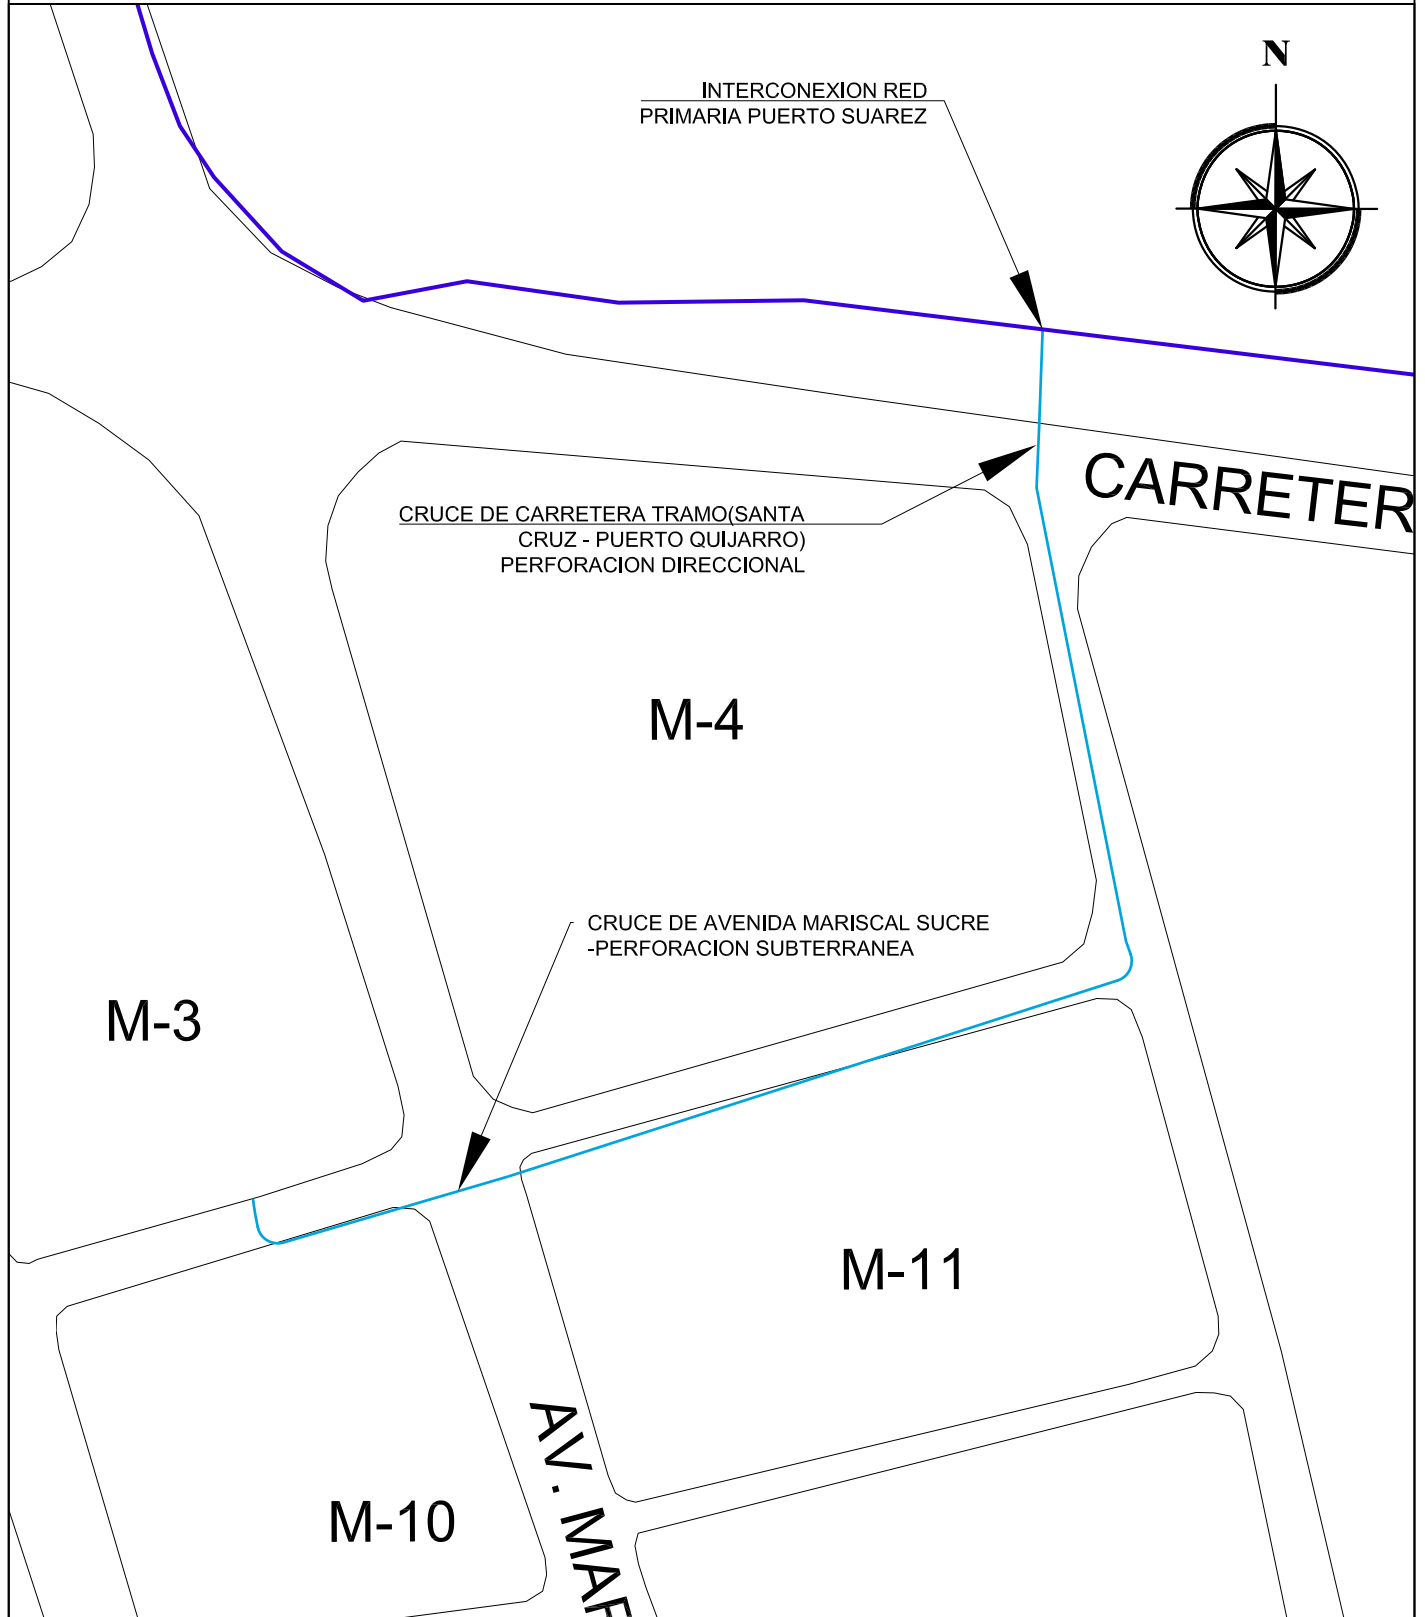 N
INTERCONEXION RED
PRIMARIA PUERTO SUAREZ
CARRETER
CRUCE DE CARRETERA TRAMO(SANTA
CRUZ - PUERTO QUIJARRO)
PERFORACION DIRECCIONAL
M-4
CRUCE DE AVENIDA MARISCAL SUCRE
-PERFORACION SUBTERRANEA
M-3
M-11
M-10
AV. MAR